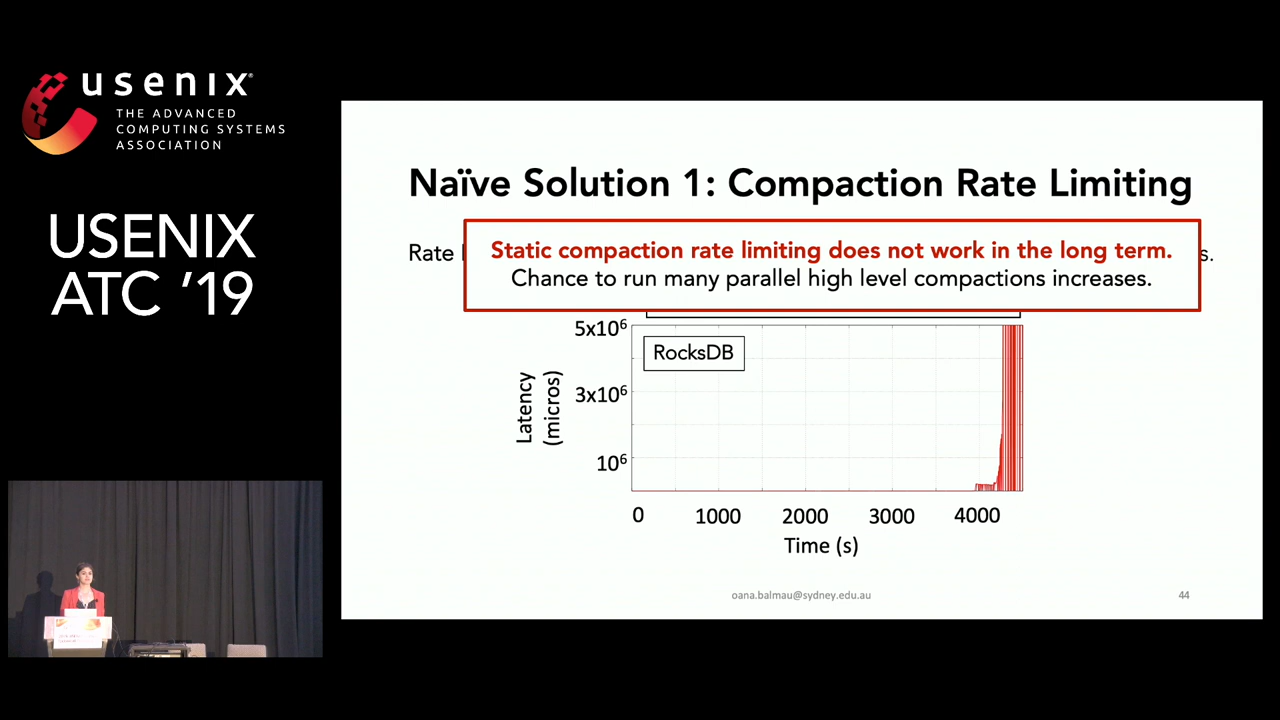 usenix®
THE ADVANCED
COMPUTING SYSTEMS
ASSOCIATION
USENIX
ATC '19
Naïve Solution 1: Compaction Rate Limiting
Rate
s.
Static compaction rate limiting does not work in the long term.
Chance to run many parallel high level compactions increases.
5x10⁶
RocksDB
3x10⁶
10⁶
Latency
(micros)
0 1000 2000 3000 4000
Time (s)
oana.balmau@sydney.edu.au
44